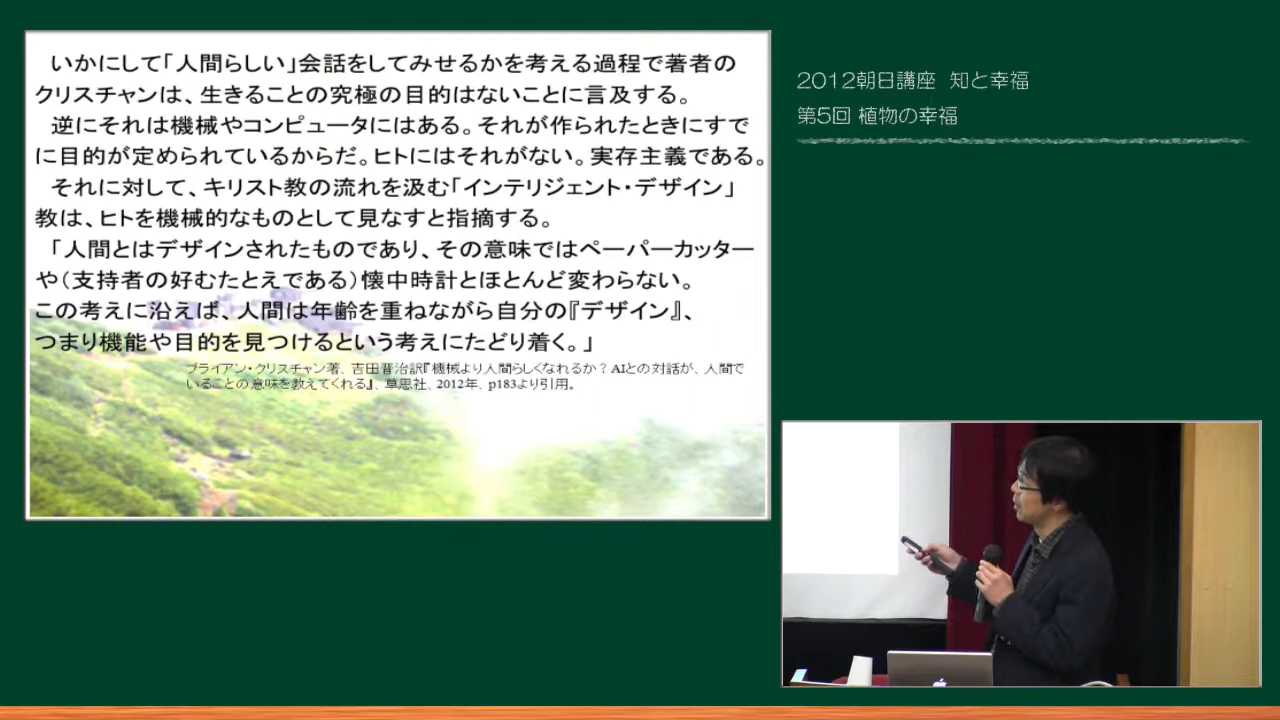 いかにして「人間らしい」会話をしてみせるかを考える過程で著者の
クリスチャンは、生きることの究極の目的はないことに言及する。
逆にそれは機械やコンピュータにはある。それが作られたときにすで
に目的が定められているからだ。ヒトにはそれがない。実存主義である。
それに対して、キリスト教の流れを汲む「インテリジェント・デザイン」
教は、ヒトを機械的なものとして見なすと指摘する。
「人間とはデザインされたものであり、その意味ではペーパーカッター
や(支持者の好むたとえである)懐中時計とほとんど変わらない。
この考えに沿えば、人間は年齢を重ねながら自分の『デザイン』、
つまり機能や目的を見つけるという考えにたどり着く。」
ブライアン・クリスチャン著、吉田晋治訳『機械より人間らしくなれるか？AIとの対話が、人間で
いることの意味を教えてくれる』、草思社、2012年、p183より引用。
2012朝日講座 知と幸福
第5回 植物の幸福